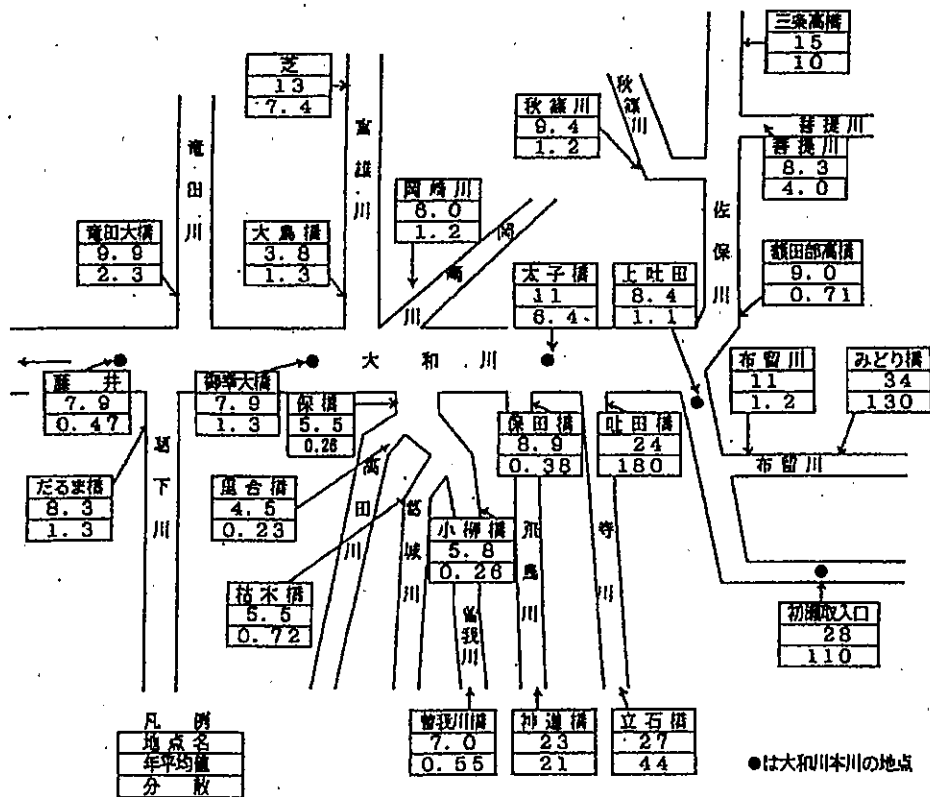 三条高橋
15
10
芝
13
7.4
秋篠川
秋篠川
9.4
1.2
菩提川
菩提川
8.3
4.0
竜田川
富雄川
岡崎川
6.0
1.2
岡崎川
佐保川
竜田大橋
9.9
2.3
大島橋
3.8
1.3
太子橋
11
6.4
上吐田
8.4
1.1
額田部高橋
9.0
0.71
大和川
藤井
7.9
0.47
御幸大橋
7.9
1.3
保橋
5.5
0.26
保田橋
8.9
0.38
吐田橋
24
180
布留川
11
1.2
みどり橋
34
130
布留川
だるま橋
8.3
1.3
葛下川
里合橋
4.5
0.23
高田川
葛城川
小柳橋
5.8
0.26
飛鳥川
寺川
枯木橋
5.5
0.72
曽我川
初瀬取入口
28
110
曽我川橋
7.0
0.55
神道橋
23
21
立石橋
27
44
凡例
地点名
年平均値
分散
●は大和川本川の地点